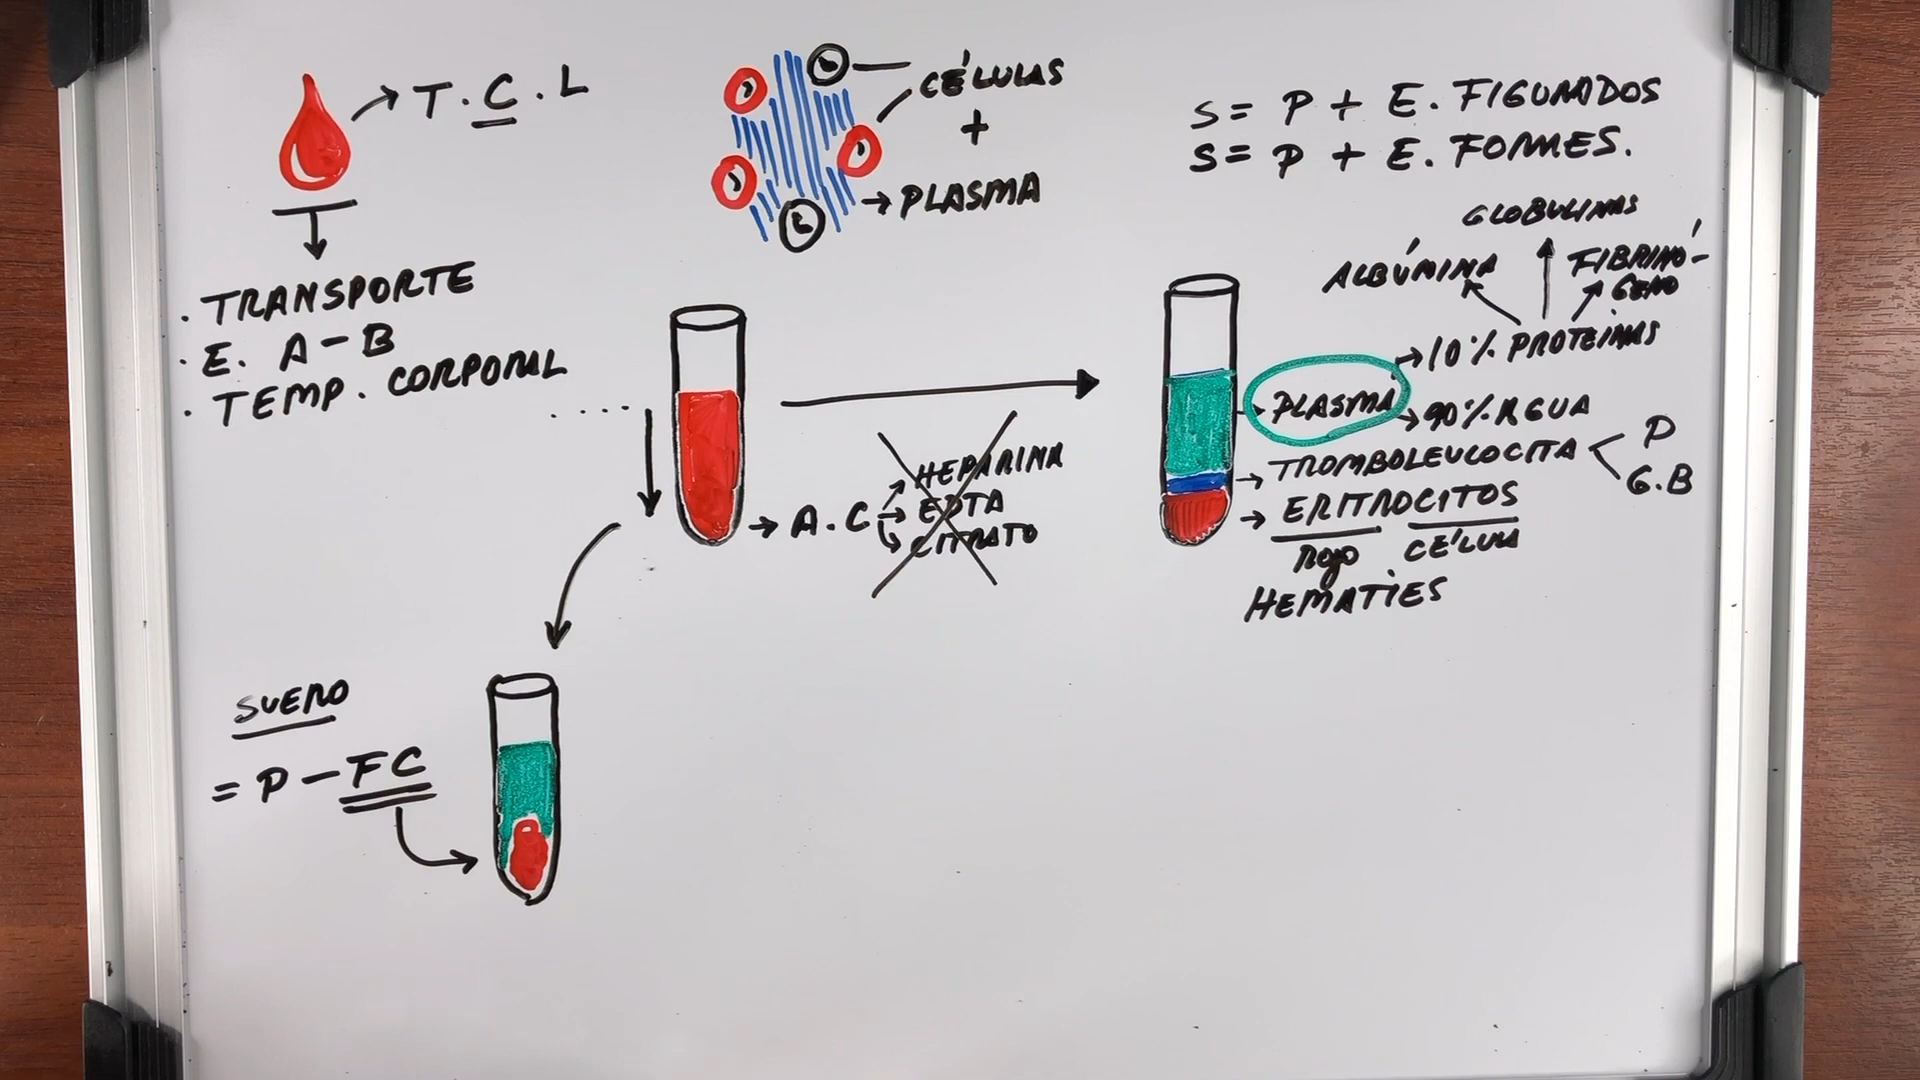 T.C.L
TRANSPORTE
E. A-B
TEMP. CORPORAL
CÉLULAS
+
PLASMA
S= P + E. FIGURADOS
S= P + E. FORMES.
GLOBULINAS
ALBÚMINA
FIBRINÓ-
GENO
10% PROTEINAS
PLASMA
90% AGUA
TROMBOLEUCOCITA
P
G.B
ERITROCITOS
ROJO CÉLULA
HEMATIES
A.C
HEPARINA
EDTA
CITRATO
SUERO
= P - FC